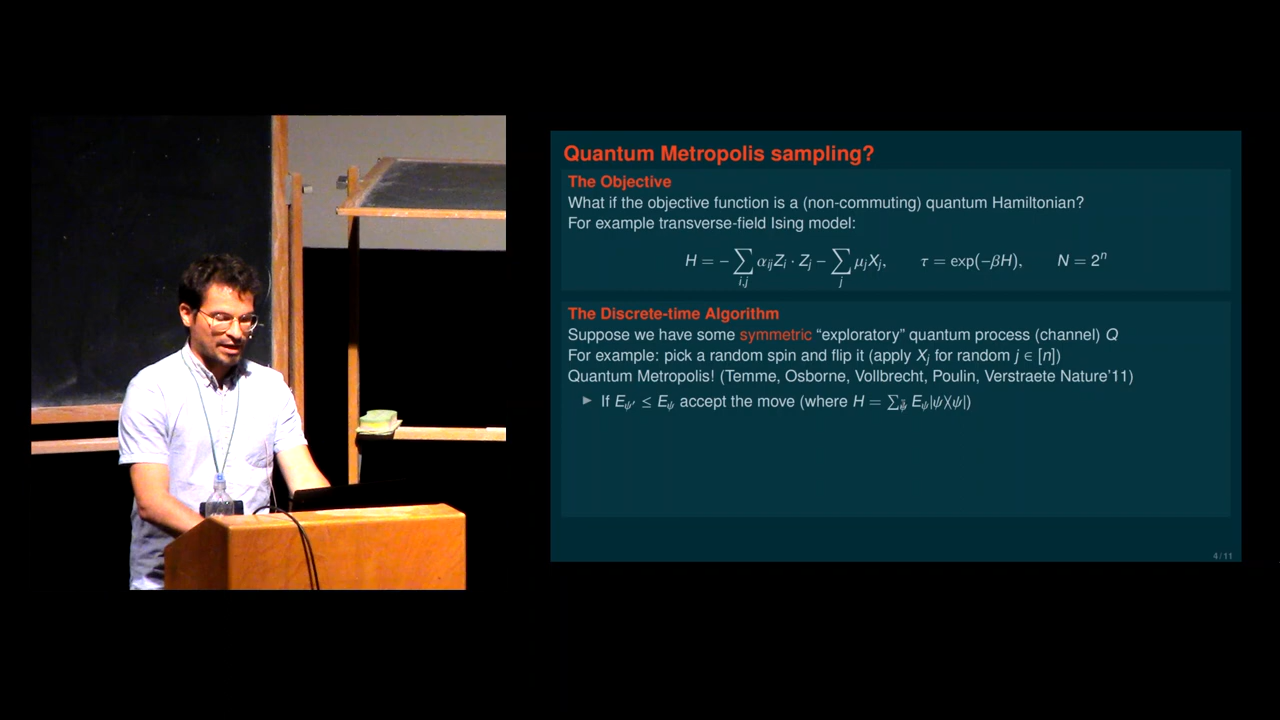 Quantum Metropolis sampling?
The Objective
What if the objective function is a (non-commuting) quantum Hamiltonian?
For example transverse-field Ising model:
H = − ∑_{i,j} α_{ij} Z_i · Z_j − ∑_j μ_j X_j,   τ = exp(−βH),   N = 2^n
The Discrete-time Algorithm
Suppose we have some symmetric “exploratory” quantum process (channel) Q
For example: pick a random spin and flip it (apply X_j for random j ∈ [n])
Quantum Metropolis! (Temme, Osborne, Vollbrecht, Poulin, Verstraete Nature'11)
► If E_{ψ'} ≤ E_ψ accept the move (where H = ∑_ψ E_ψ |ψ⟩⟨ψ|)
4 / 11